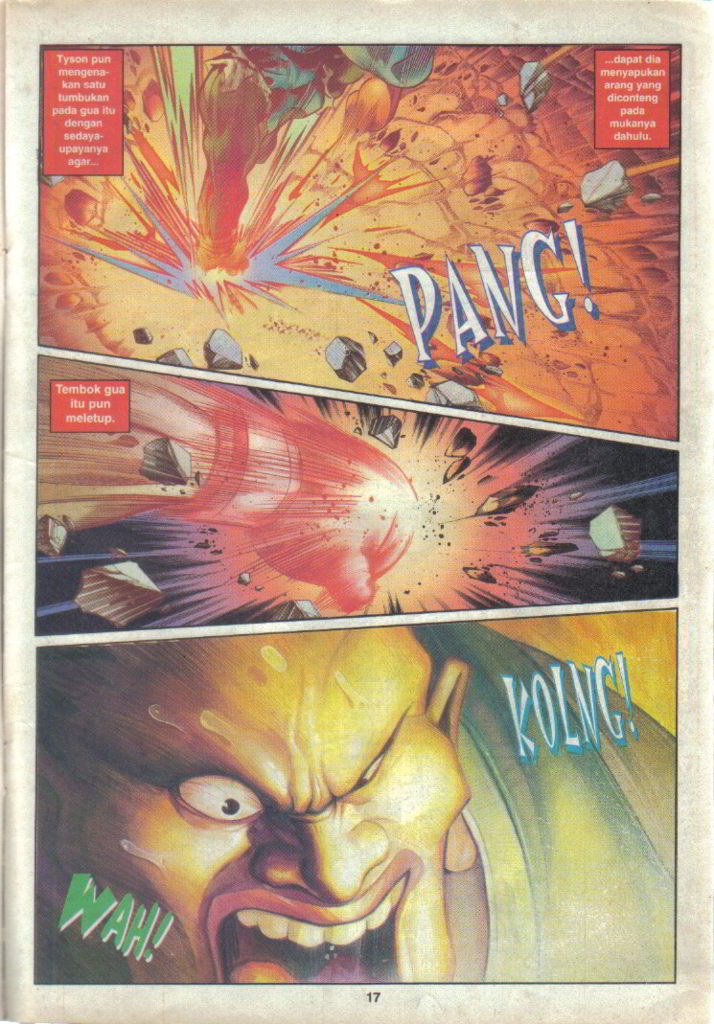 Tyson pun
mengena-
kan satu
tumbukan
pada gua itu
dengan
sedaya-
upayanya
agar...
...dapat dia
menyapukan
arang yang
diconteng
pada
mukanya
dahulu.
PANG!
Tembok gua
itu pun
meletup.
KOLNG!
WAH!
17